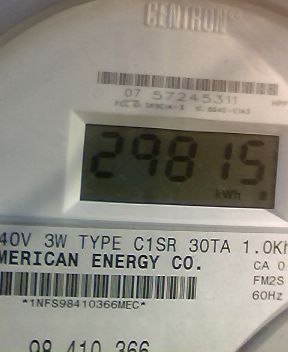 CENTRON®
07 57245311
29815
kWh
40V 3W TYPE C1SR 30TA 1.0Kh
MERICAN ENERGY CO.
CA 0
FM2S
60Hz
*1NFS98410366MEC*
98 410 366